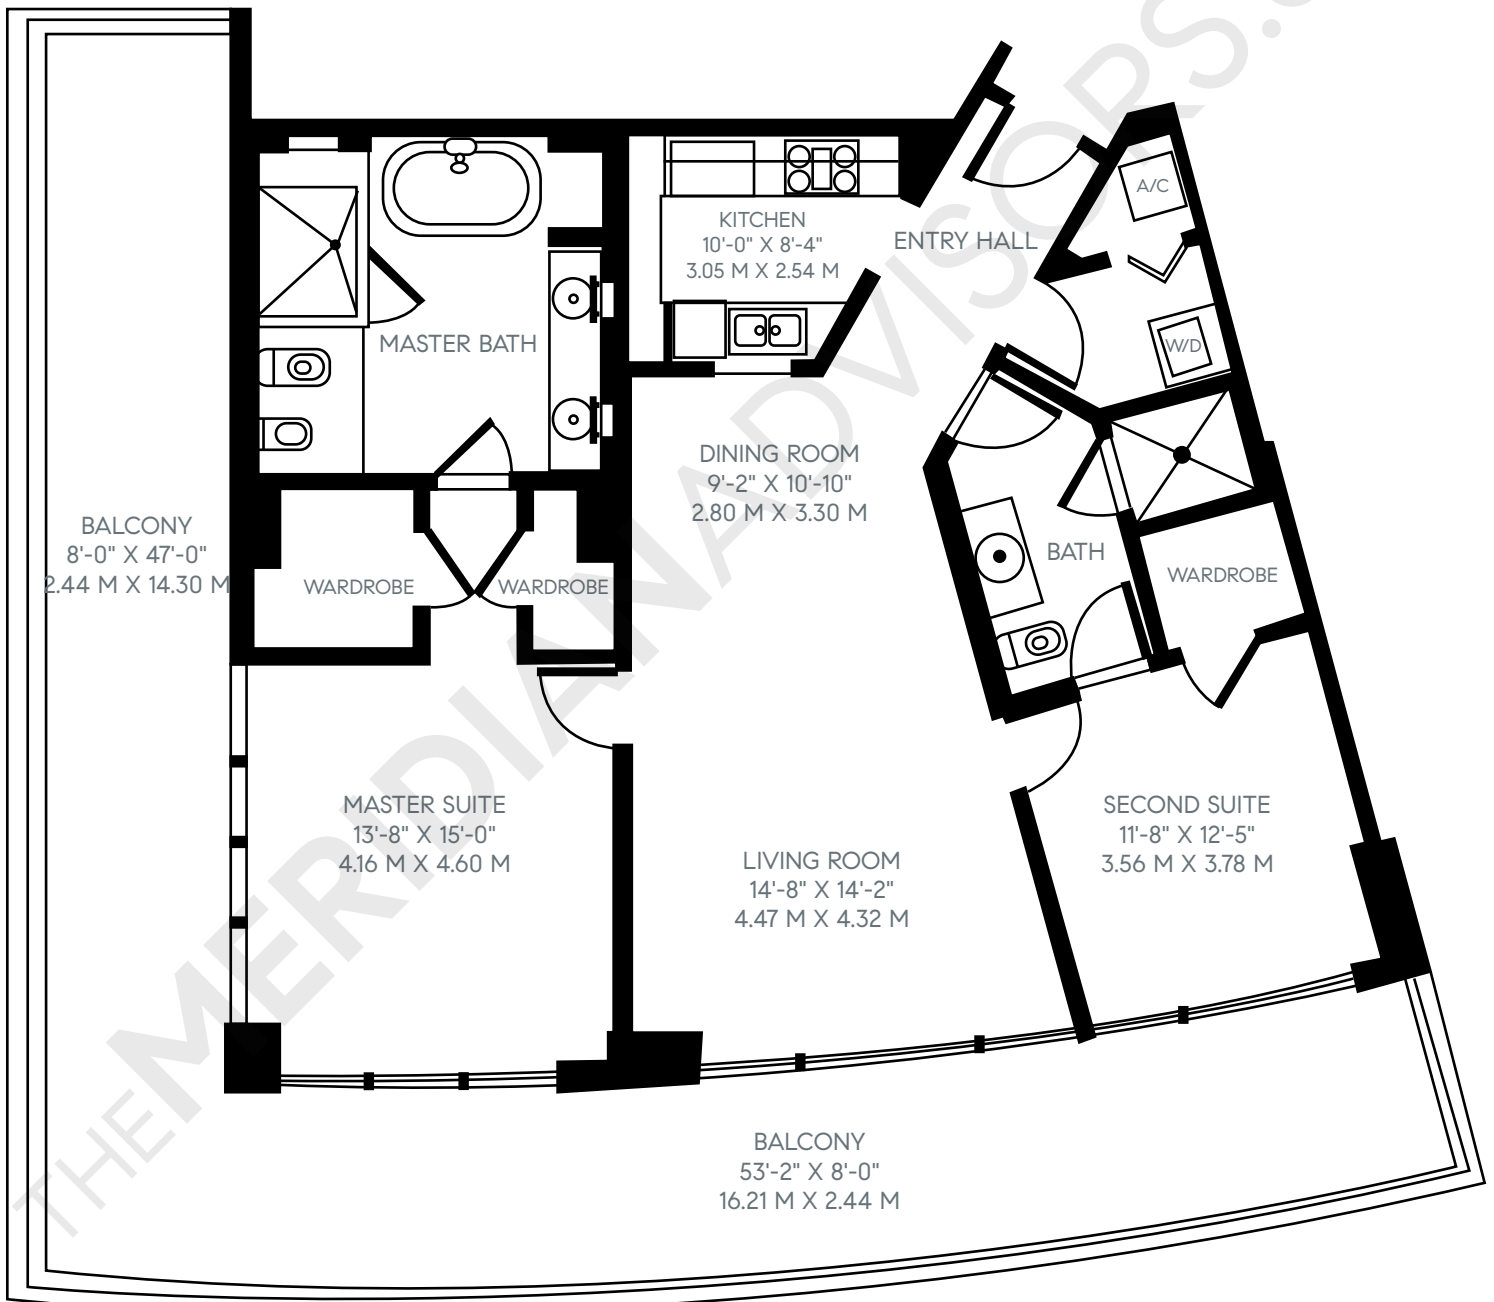 A/C
KITCHEN
10'-0" X 8'-4"
3.05 M X 2.54 M
ENTRY HALL
MASTER BATH
W/D
DINING ROOM
9'-2" X 10'-10"
2.80 M X 3.30 M
BALCONY
8'-0" X 47'-0"
2.44 M X 14.30 M
BATH
WARDROBE
WARDROBE
WARDROBE
MASTER SUITE
13'-8" X 15'-0"
4.16 M X 4.60 M
LIVING ROOM
14'-8" X 14'-2"
4.47 M X 4.32 M
SECOND SUITE
11'-8" X 12'-5"
3.56 M X 3.78 M
BALCONY
53'-2" X 8'-0"
16.21 M X 2.44 M
THEMERIDIANADVISORS.